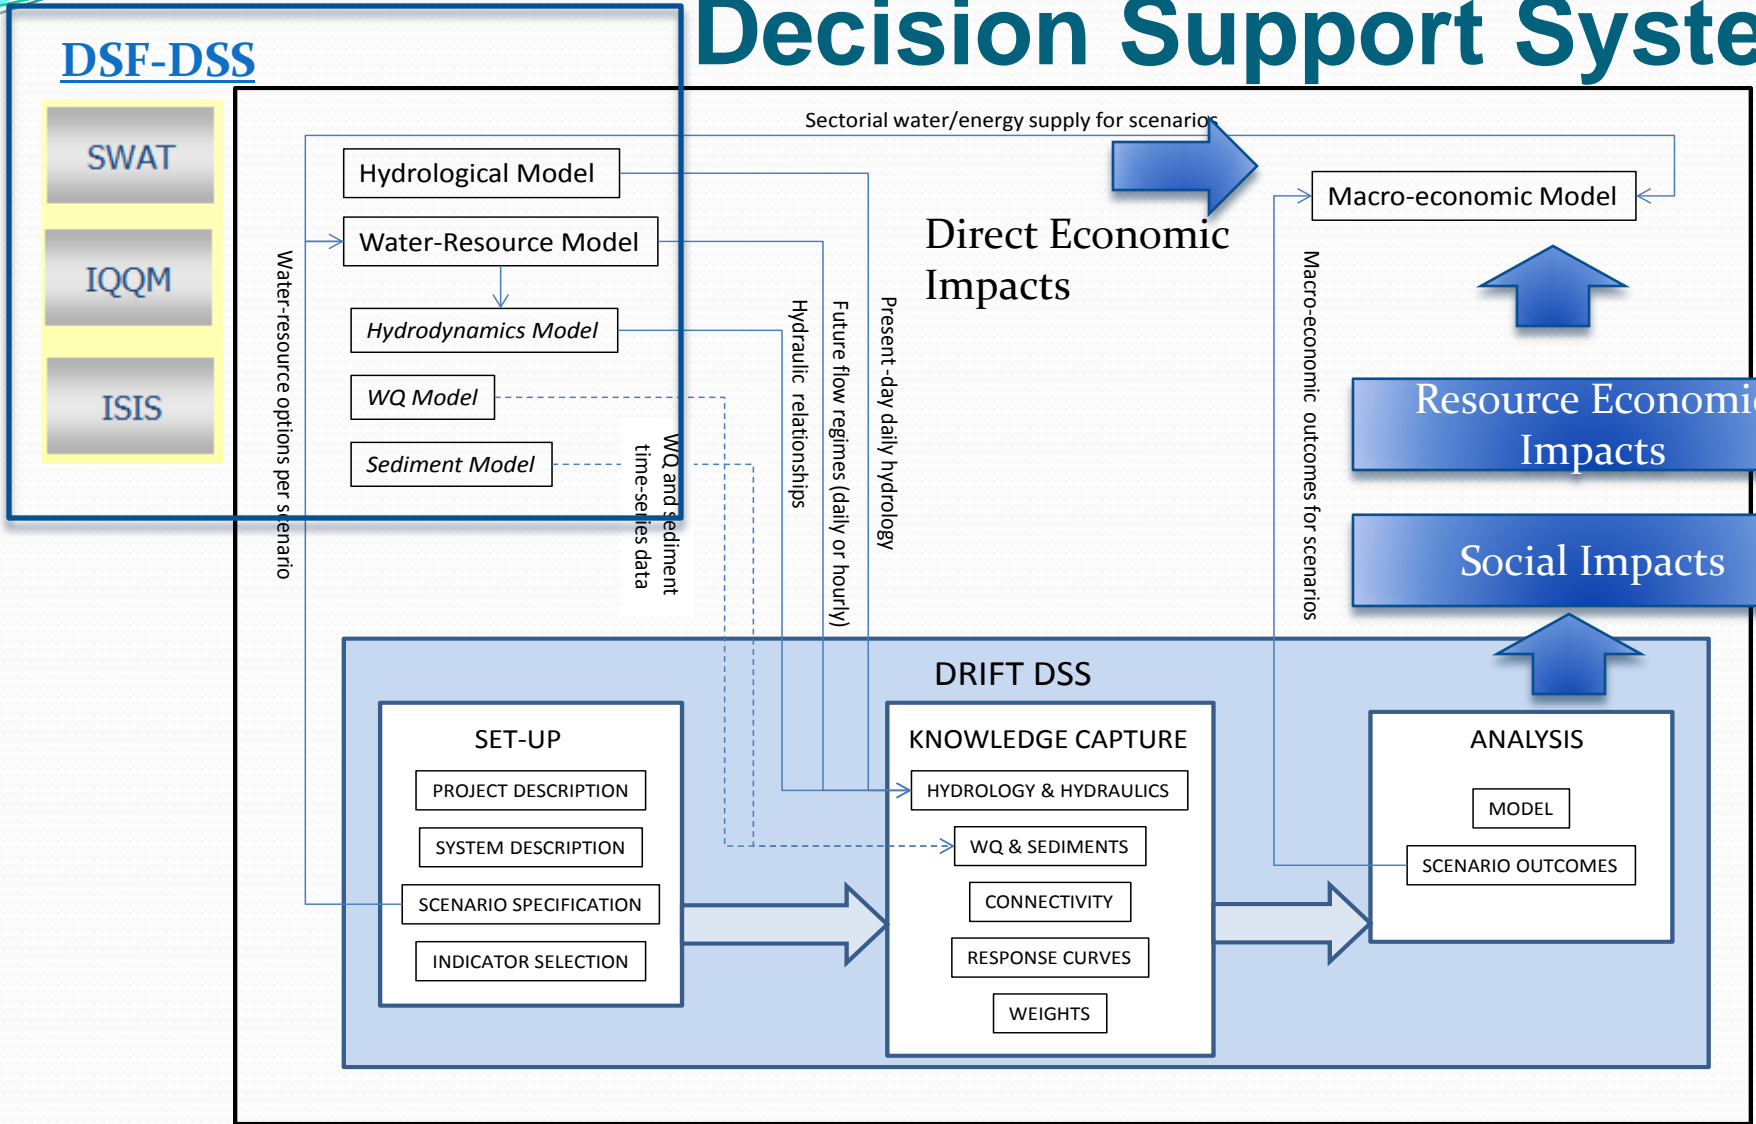 Decision Support Syste
DSF-DSS
SWAT
IQQM
ISIS
Sectorial water/energy supply for scenarios
Hydrological Model
Water-Resource Model
Hydrodynamics Model
WQ Model
Sediment Model
Macro-economic Model
Direct Economic
Impacts
Water-resource options per scenario
WQ and sediment
time-series data
Hydraulic relationships
Future flow regimes (daily or hourly)
Present -day daily hydrology
Macro-economic outcomes for scenarios
Resource Economic
Impacts
Social Impacts
DRIFT DSS
SET-UP
PROJECT DESCRIPTION
SYSTEM DESCRIPTION
SCENARIO SPECIFICATION
INDICATOR SELECTION
KNOWLEDGE CAPTURE
HYDROLOGY & HYDRAULICS
WQ & SEDIMENTS
CONNECTIVITY
RESPONSE CURVES
WEIGHTS
ANALYSIS
MODEL
SCENARIO OUTCOMES